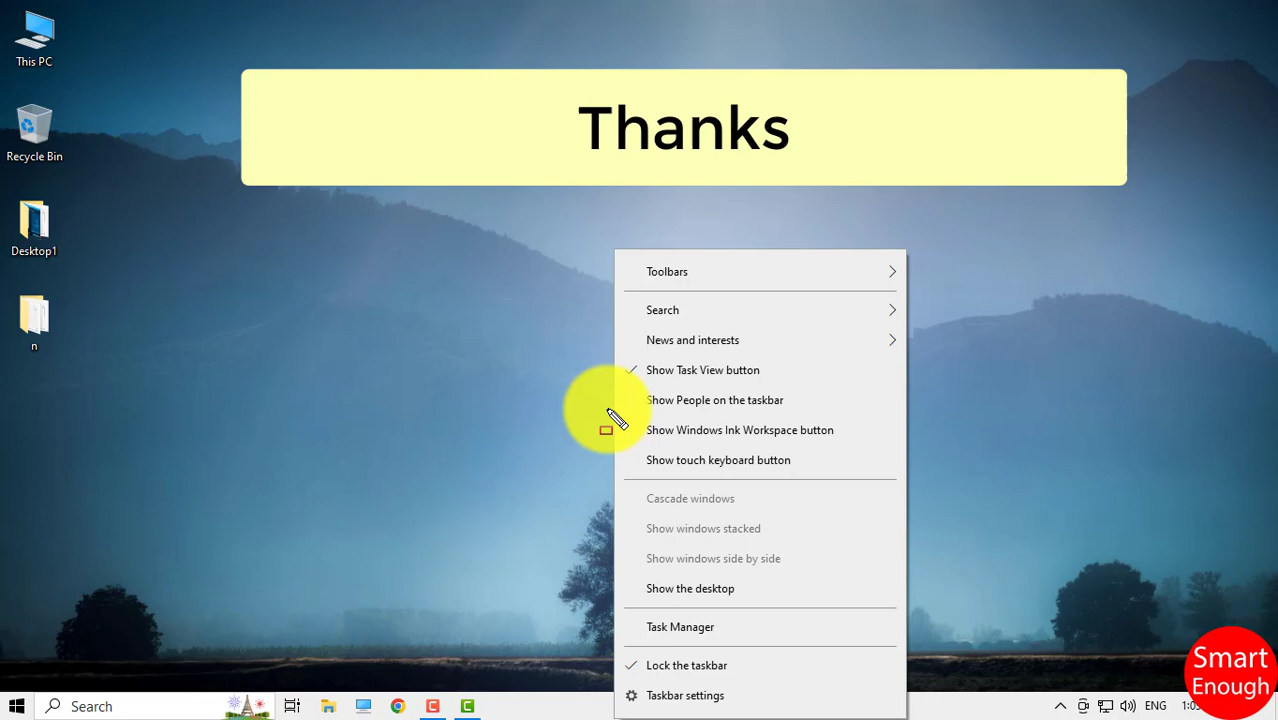 This PC
Recycle Bin
Desktop1
n
Thanks
Toolbars
Search
News and interests
Show Task View button
Show People on the taskbar
Show Windows Ink Workspace button
Show touch keyboard button
Cascade windows
Show windows stacked
Show windows side by side
Show the desktop
Task Manager
Lock the taskbar
Taskbar settings
Search
ENG
Smart
Enough